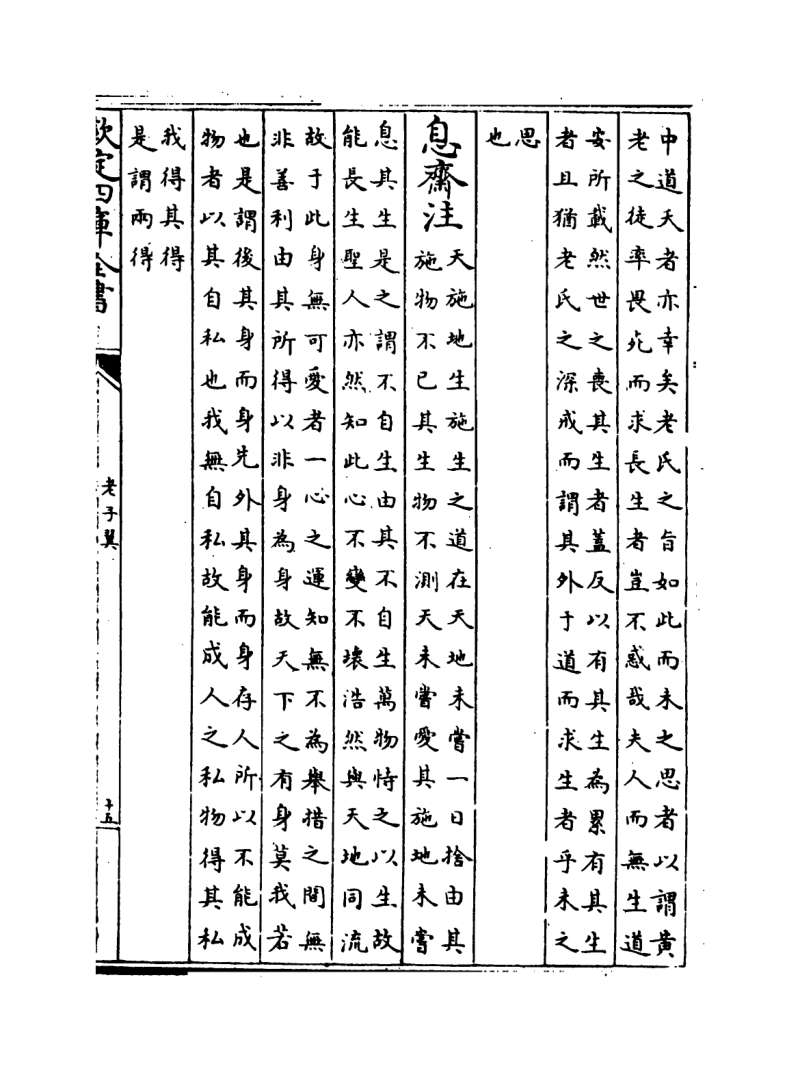 中道天者亦幸矣老氏之旨如此而未之思者以謂黄
老之徒率畏死而求長生者豈不惑哉夫人而無生道
安所載然世之喪其生者蓋反以有其生為累有其生
者且猶老氏之深戒而謂其外于道而求生者乎未之
思
也
息齋注
天施地生施生之道在天地未嘗一日捨由其
施物不已其生物不測天未嘗愛其施地未嘗
息其生是之謂不自生由其不自生萬物恃之以生故
能長生聖人亦然知此心不變不壊浩然與天地同流
故于此身無可愛者一心之運知無不為舉措之間無
非善利由其所得以非身為身故天下之有身莫我若
也是謂後其身而身先外其身而身存人所以不能成
物者以其自私也我無自私故能成人之私物得其私
我得其得
是謂兩得
欽定四庫全書
老子翼
十五